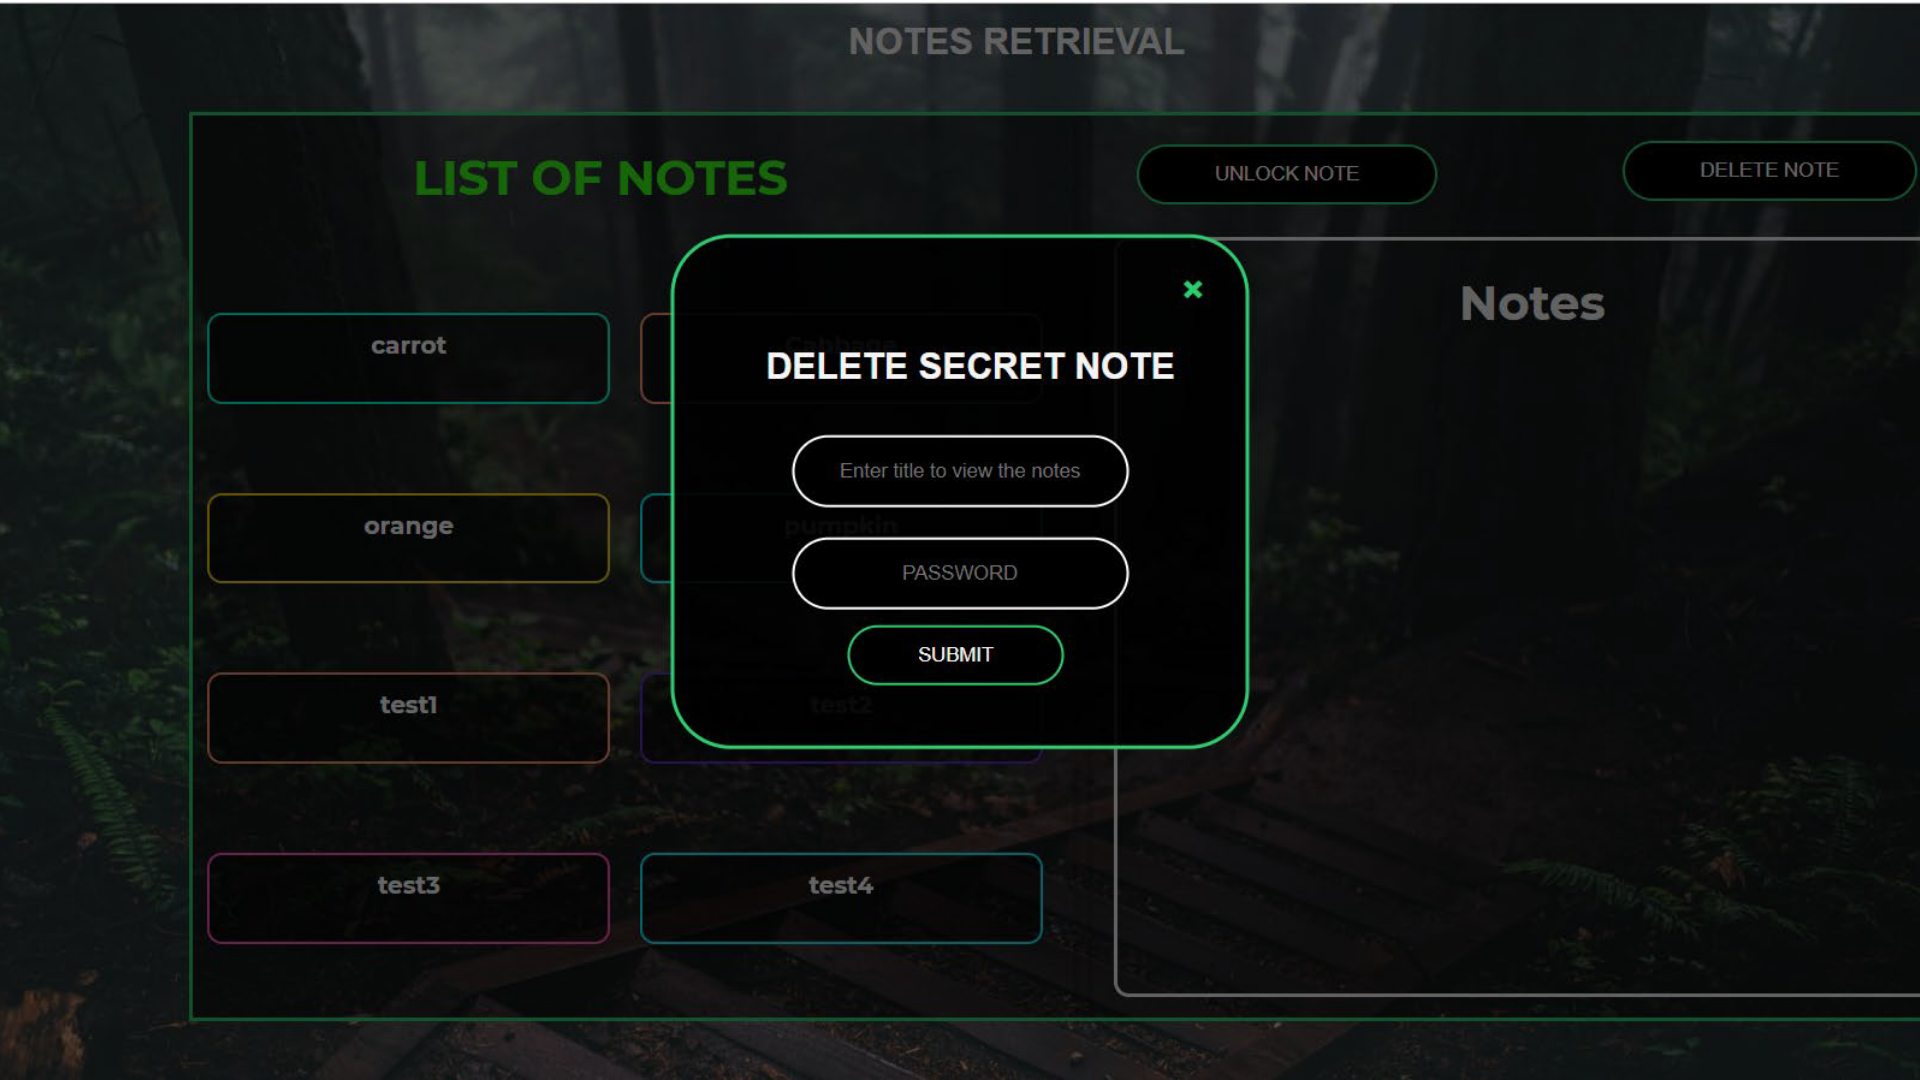 NOTES RETRIEVAL
LIST OF NOTES
UNLOCK NOTE
DELETE NOTE
Notes
carrot
Cabbage
DELETE SECRET NOTE
Enter title to view the notes
orange
pumpkin
PASSWORD
SUBMIT
test1
test2
test3
test4